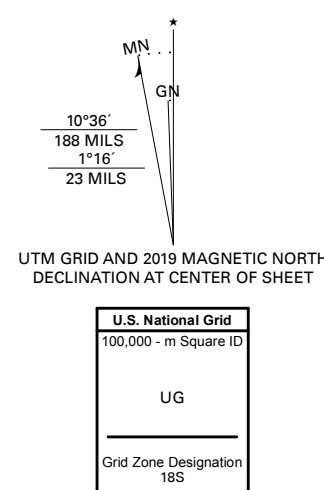 ★
MN
GN
10°36´
188 MILS
1°16´
23 MILS
UTM GRID AND 2019 MAGNETIC NORTH
DECLINATION AT CENTER OF SHEET
U.S. National Grid
100,000 - m Square ID
UG
Grid Zone Designation
18S